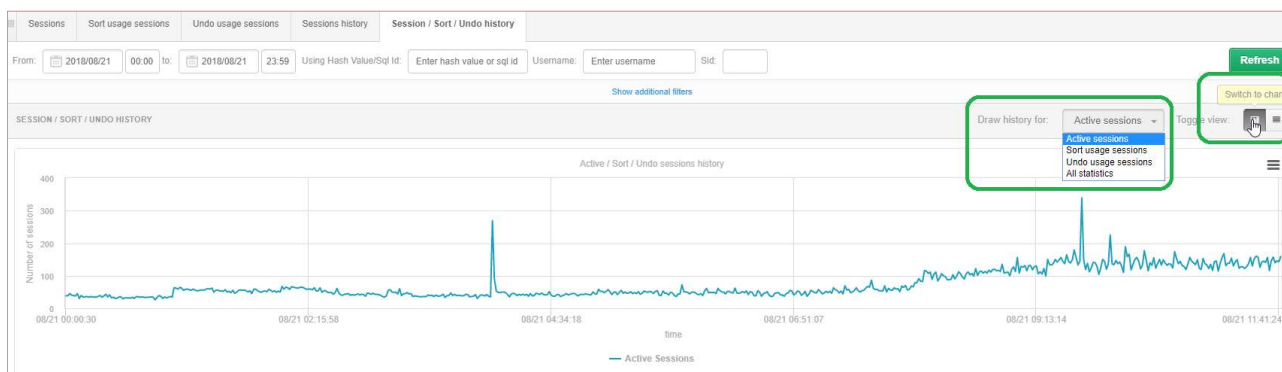 Sessions Sort usage sessions Undo usage sessions Sessions history Session / Sort / Undo history
From: 2018/08/21 00:00 to: 2018/08/21 23:59 Using Hash Value/Sql Id: Enter hash value or sql id Username: Enter username Sid: Refresh
Show additional filters
Switch to char
SESSION / SORT / UNDO HISTORY Draw history for: Active sessions Toggle view:
Active sessions
Sort usage sessions
Undo usage sessions
All statistics
Active / Sort / Undo sessions history
Number of sessions
400
300
200
100
0
08/21 00:00:30 08/21 02:15:58 08/21 04:34:18 08/21 06:51:07 08/21 09:13:14 08/21 11:41:24
time
Active Sessions